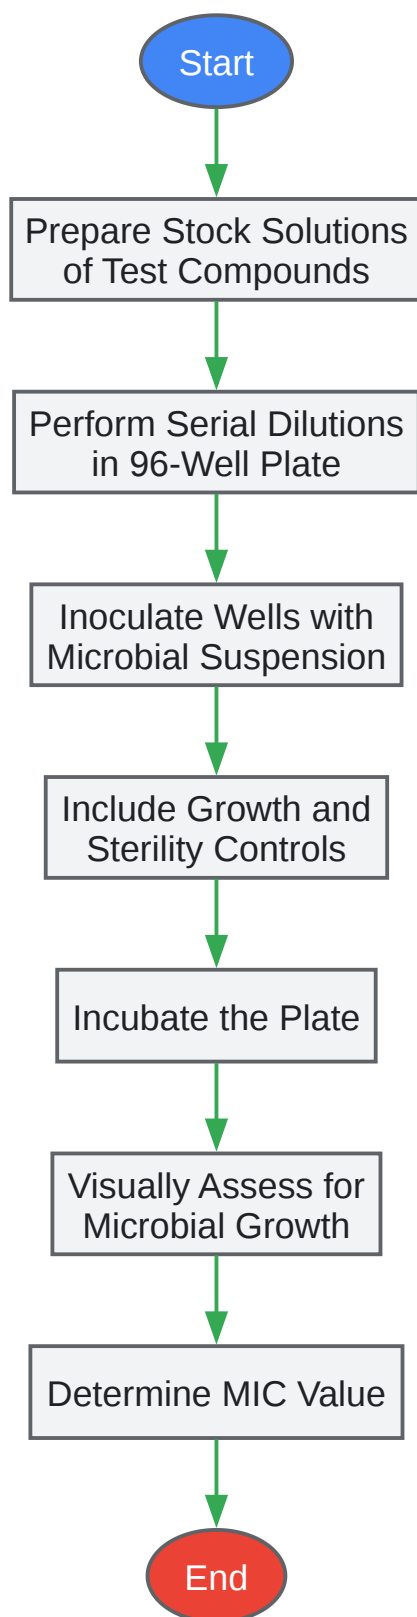 Start
Prepare Stock Solutions
of Test Compounds
Perform Serial Dilutions
in 96-Well Plate
Inoculate Wells with
Microbial Suspension
Include Growth and
Sterility Controls
Incubate the Plate
Visually Assess for
Microbial Growth
Determine MIC Value
End